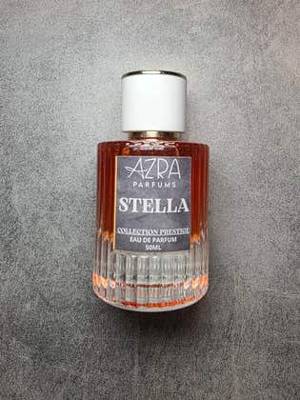 AZRA
PARFUMS
STELLA
COLLECTION PRESTIGE
EAU DE PARFUM
50ML